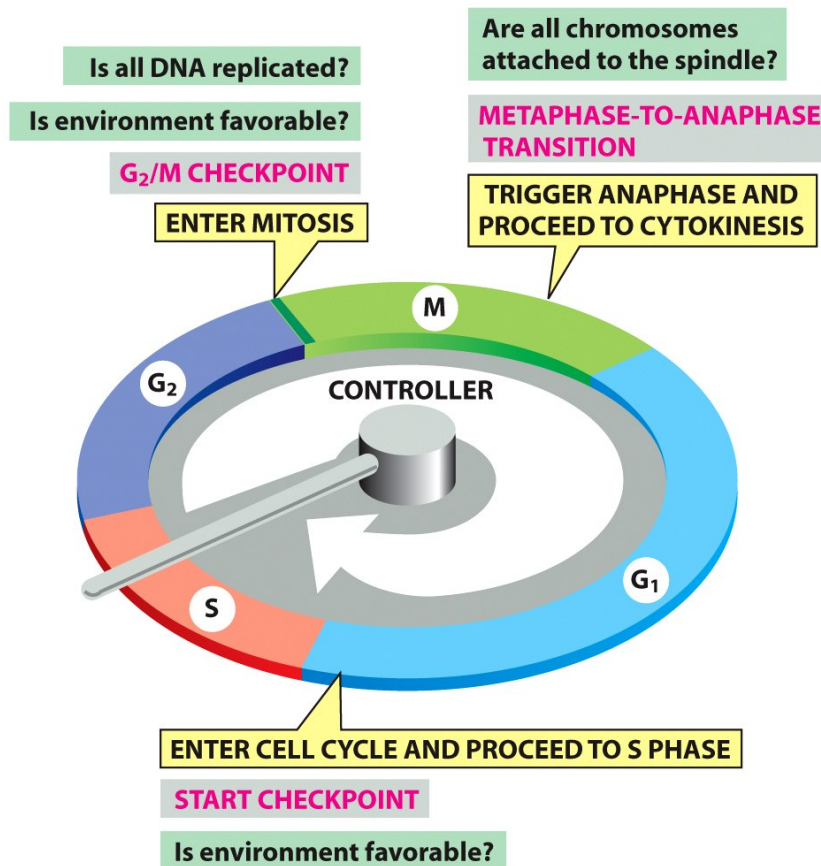 Is all DNA replicated?
Is environment favorable?
G₂/M CHECKPOINT
ENTER MITOSIS
Are all chromosomes
attached to the spindle?
METAPHASE-TO-ANAPHASE
TRANSITION
TRIGGER ANAPHASE AND
PROCEED TO CYTOKINESIS
M
G₂
CONTROLLER
G₁
S
ENTER CELL CYCLE AND PROCEED TO S PHASE
START CHECKPOINT
Is environment favorable?